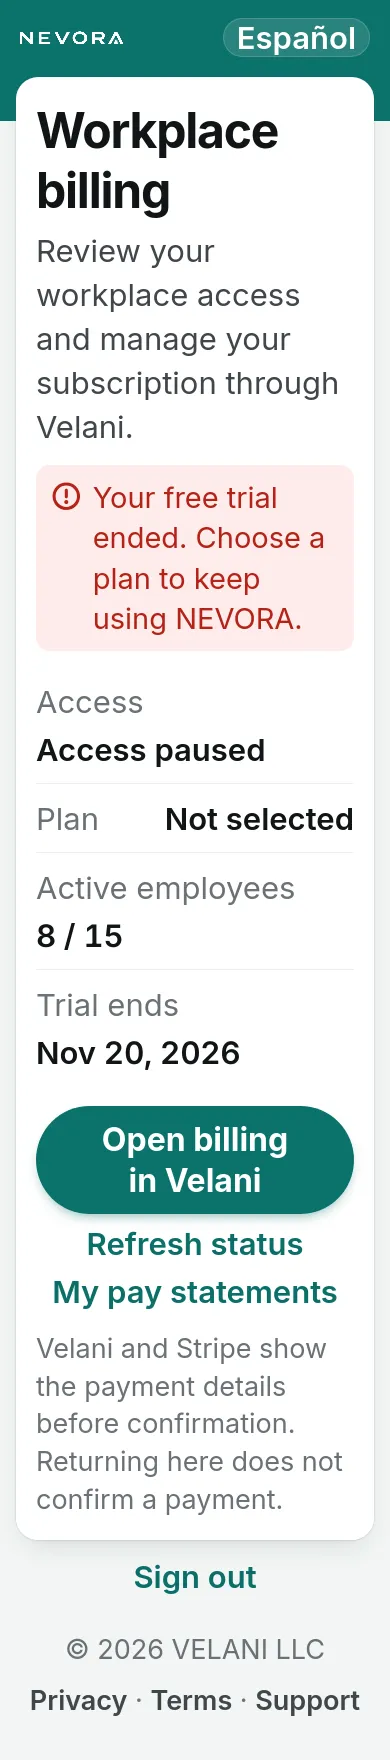 NEVORA
Español
Workplace
billing
Review your
workplace access
and manage your
subscription through
Velani.
Your free trial
ended. Choose a
plan to keep
using NEVORA.
Access
Access paused
Plan Not selected
Active employees
8 / 15
Trial ends
Nov 20, 2026
Open billing
in Velani
Refresh status
My pay statements
Velani and Stripe show
the payment details
before confirmation.
Returning here does not
confirm a payment.
Sign out
© 2026 VELANI LLC
Privacy · Terms · Support